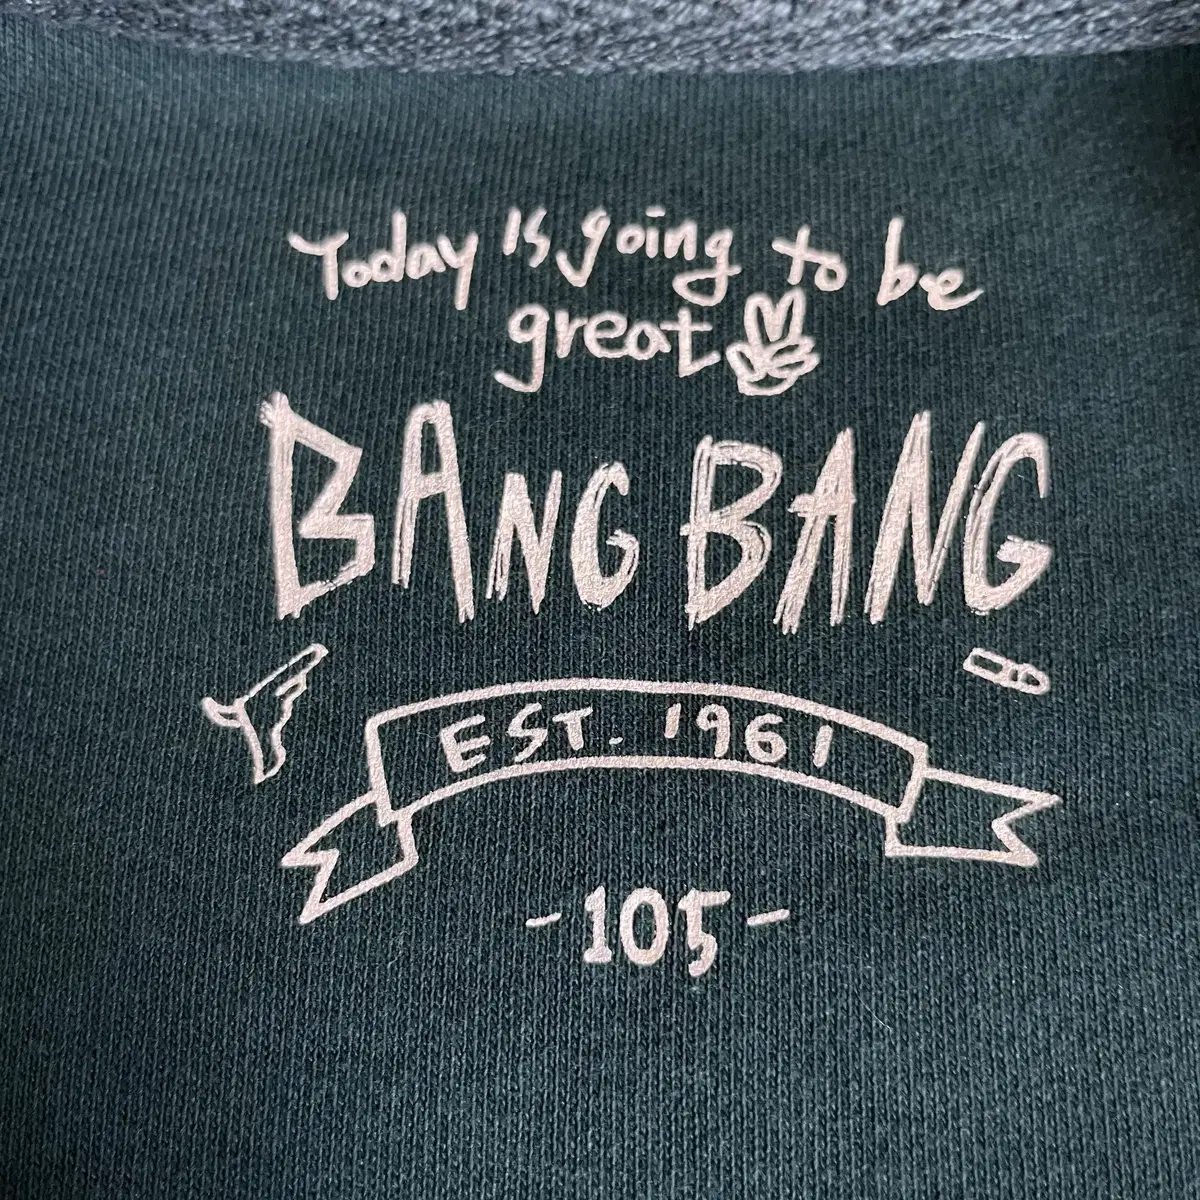 Today is going to be
great
BANG BANG
EST. 1961
-105-